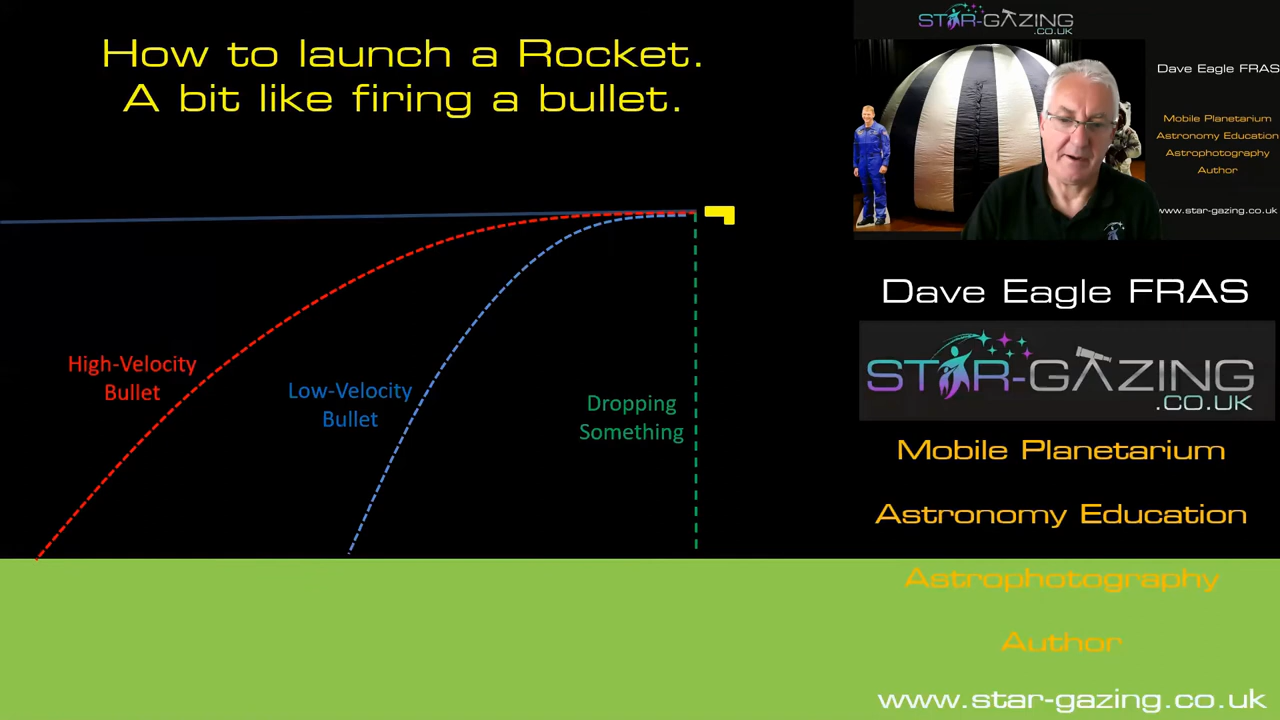 How to launch a Rocket.
A bit like firing a bullet.
High-Velocity
Bullet
Low-Velocity
Bullet
Dropping
Something
STAR-GAZING
.CO.UK
Dave Eagle FRAS
Mobile Planetarium
Astronomy Education
Astrophotography
Author
www.star-gazing.co.uk
Dave Eagle FRAS
STAR-GAZING
.CO.UK
Mobile Planetarium
Astronomy Education
Astrophotography
Author
www.star-gazing.co.uk